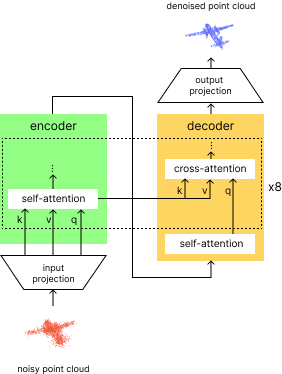 denoised point cloud
output
projection
encoder
decoder
cross-attention
k
v
q
x8
self-attention
k
v
q
self-attention
input
projection
noisy point cloud